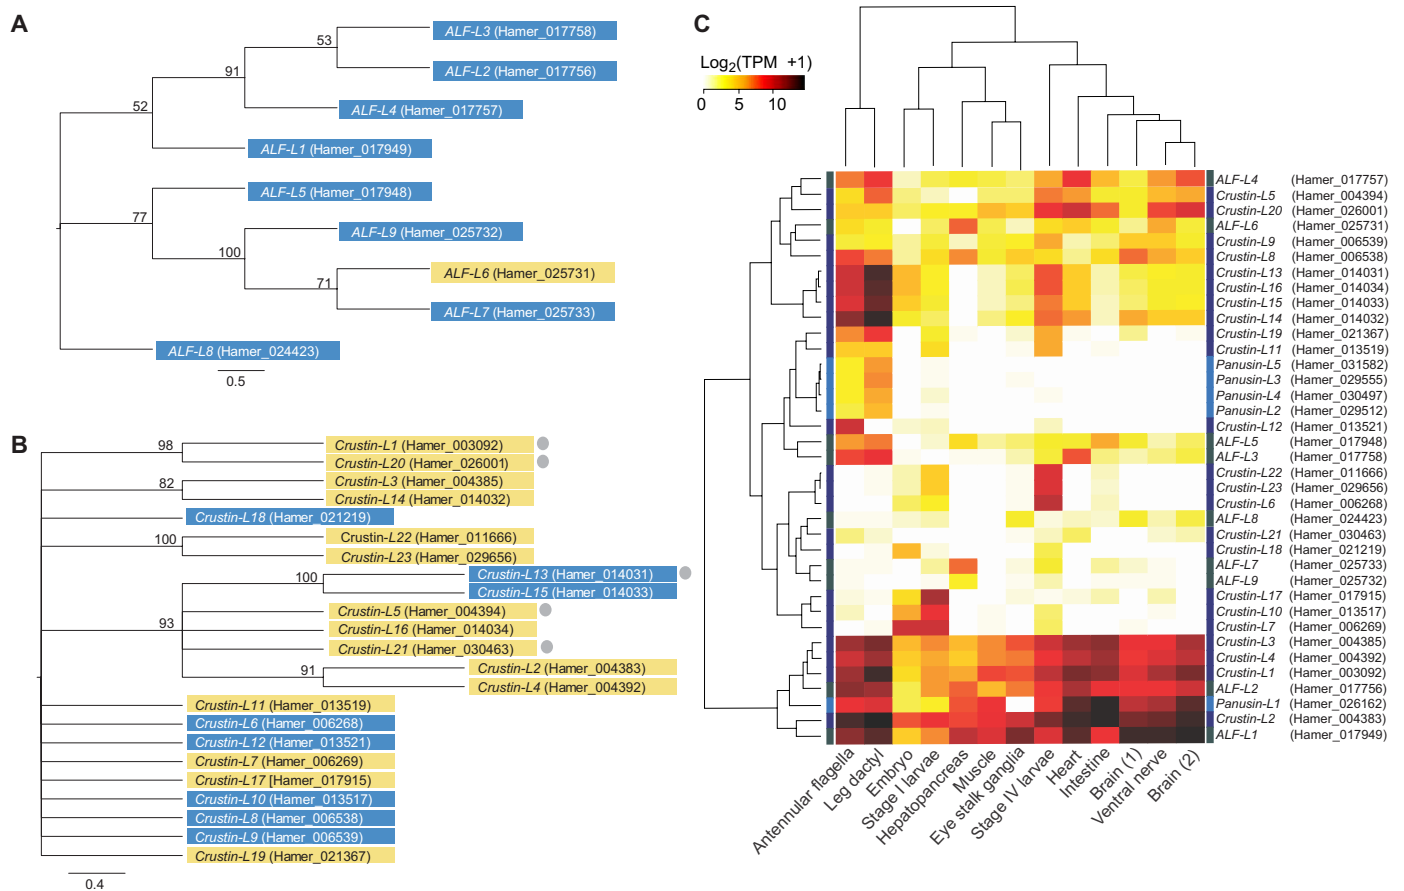 A
53
ALF-L3 (Hamer_017758)
ALF-L2 (Hamer_017756)
91
ALF-L4 (Hamer_017757)
52
ALF-L1 (Hamer_017949)
ALF-L5 (Hamer_017948)
77
ALF-L9 (Hamer_025732)
100
ALF-L6 (Hamer_025731)
71
ALF-L7 (Hamer_025733)
ALF-L8 (Hamer_024423)
0.5
B
98
Crustin-L1 (Hamer_003092)
Crustin-L20 (Hamer_026001)
82
Crustin-L3 (Hamer_004385)
Crustin-L14 (Hamer_014032)
Crustin-L18 (Hamer_021219)
100
Crustin-L22 (Hamer_011666)
Crustin-L23 (Hamer_029656)
100
Crustin-L13 (Hamer_014031)
Crustin-L15 (Hamer_014033)
93
Crustin-L5 (Hamer_004394)
Crustin-L16 (Hamer_014034)
Crustin-L21 (Hamer_030463)
91
Crustin-L2 (Hamer_004383)
Crustin-L4 (Hamer_004392)
Crustin-L11 (Hamer_013519)
Crustin-L6 (Hamer_006268)
Crustin-L12 (Hamer_013521)
Crustin-L7 (Hamer_006269)
Crustin-L17 [Hamer_017915)
Crustin-L10 (Hamer_013517)
Crustin-L8 (Hamer_006538)
Crustin-L9 (Hamer_006539)
Crustin-L19 (Hamer_021367)
0.4
C
Log₂(TPM +1)
0 5 10
ALF-L4 (Hamer_017757)
Crustin-L5 (Hamer_004394)
Crustin-L20 (Hamer_026001)
ALF-L6 (Hamer_025731)
Crustin-L9 (Hamer_006539)
Crustin-L8 (Hamer_006538)
Crustin-L13 (Hamer_014031)
Crustin-L16 (Hamer_014034)
Crustin-L15 (Hamer_014033)
Crustin-L14 (Hamer_014032)
Crustin-L19 (Hamer_021367)
Crustin-L11 (Hamer_013519)
Panusin-L5 (Hamer_031582)
Panusin-L3 (Hamer_029555)
Panusin-L4 (Hamer_030497)
Panusin-L2 (Hamer_029512)
Crustin-L12 (Hamer_013521)
ALF-L5 (Hamer_017948)
ALF-L3 (Hamer_017758)
Crustin-L22 (Hamer_011666)
Crustin-L23 (Hamer_029656)
Crustin-L6 (Hamer_006268)
ALF-L8 (Hamer_024423)
Crustin-L21 (Hamer_030463)
Crustin-L18 (Hamer_021219)
ALF-L7 (Hamer_025733)
ALF-L9 (Hamer_025732)
Crustin-L17 (Hamer_017915)
Crustin-L10 (Hamer_013517)
Crustin-L7 (Hamer_006269)
Crustin-L3 (Hamer_004385)
Crustin-L4 (Hamer_004392)
Crustin-L1 (Hamer_003092)
ALF-L2 (Hamer_017756)
Panusin-L1 (Hamer_026162)
Crustin-L2 (Hamer_004383)
ALF-L1 (Hamer_017949)
Antennular flagella
Leg dactyl
Embryo
Stage I larvae
Hepatopancreas
Muscle
Eye stalk ganglia
Stage IV larvae
Heart
Intestine
Brain (1)
Ventral nerve
Brain (2)